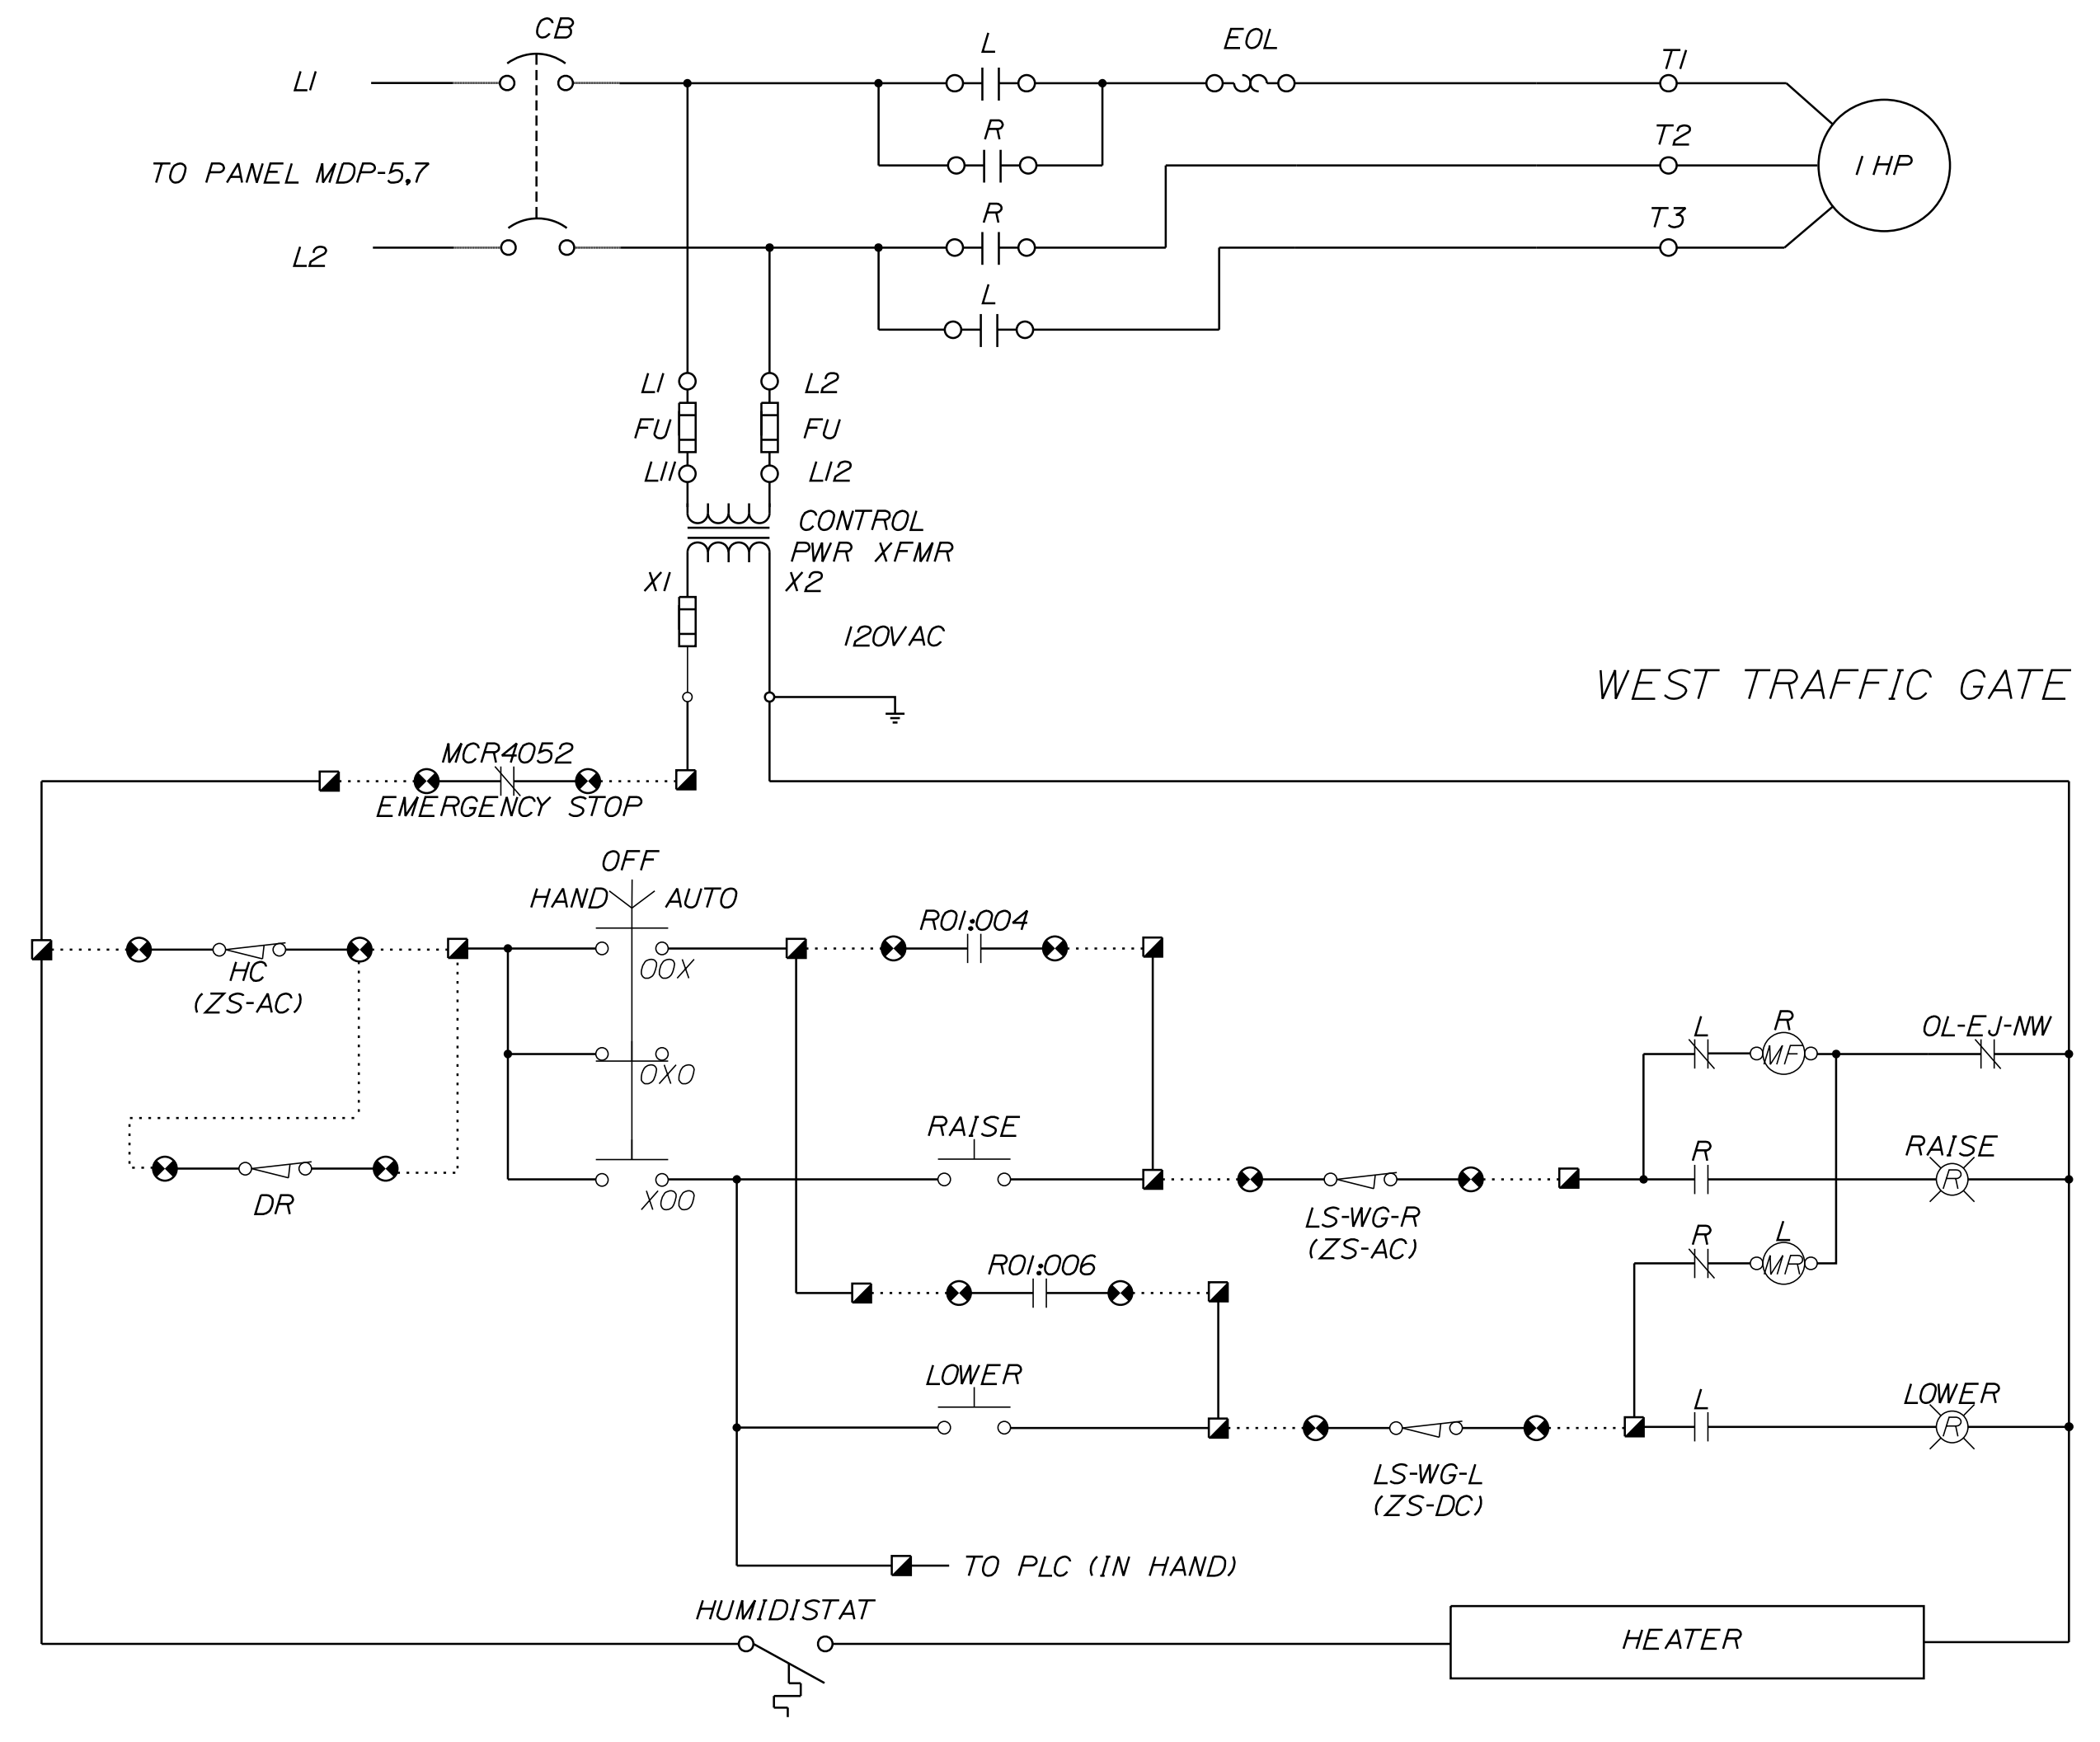 CB
L1
L
EOL
T1
R
T2
1 HP
TO PANEL MDP-5,7
R
T3
L2
L
L1
L2
FU
FU
L11
L12
CONTROL
PWR XFMR
X1
X2
120VAC
WEST TRAFFIC GATE
MCR4052
EMERGENCY STOP
OFF
HAND
AUTO
RO1:004
HC
(ZS-AC)
00X
L
R
MF
OL-EJ-NW
0X0
RAISE
R
RAISE
R
DR
X00
LS-WG-R
(ZS-AC)
R
L
MR
RO1:006
LOWER
L
LOWER
R
LS-WG-L
(ZS-DC)
TO PLC (IN HAND)
HUMIDISTAT
HEATER